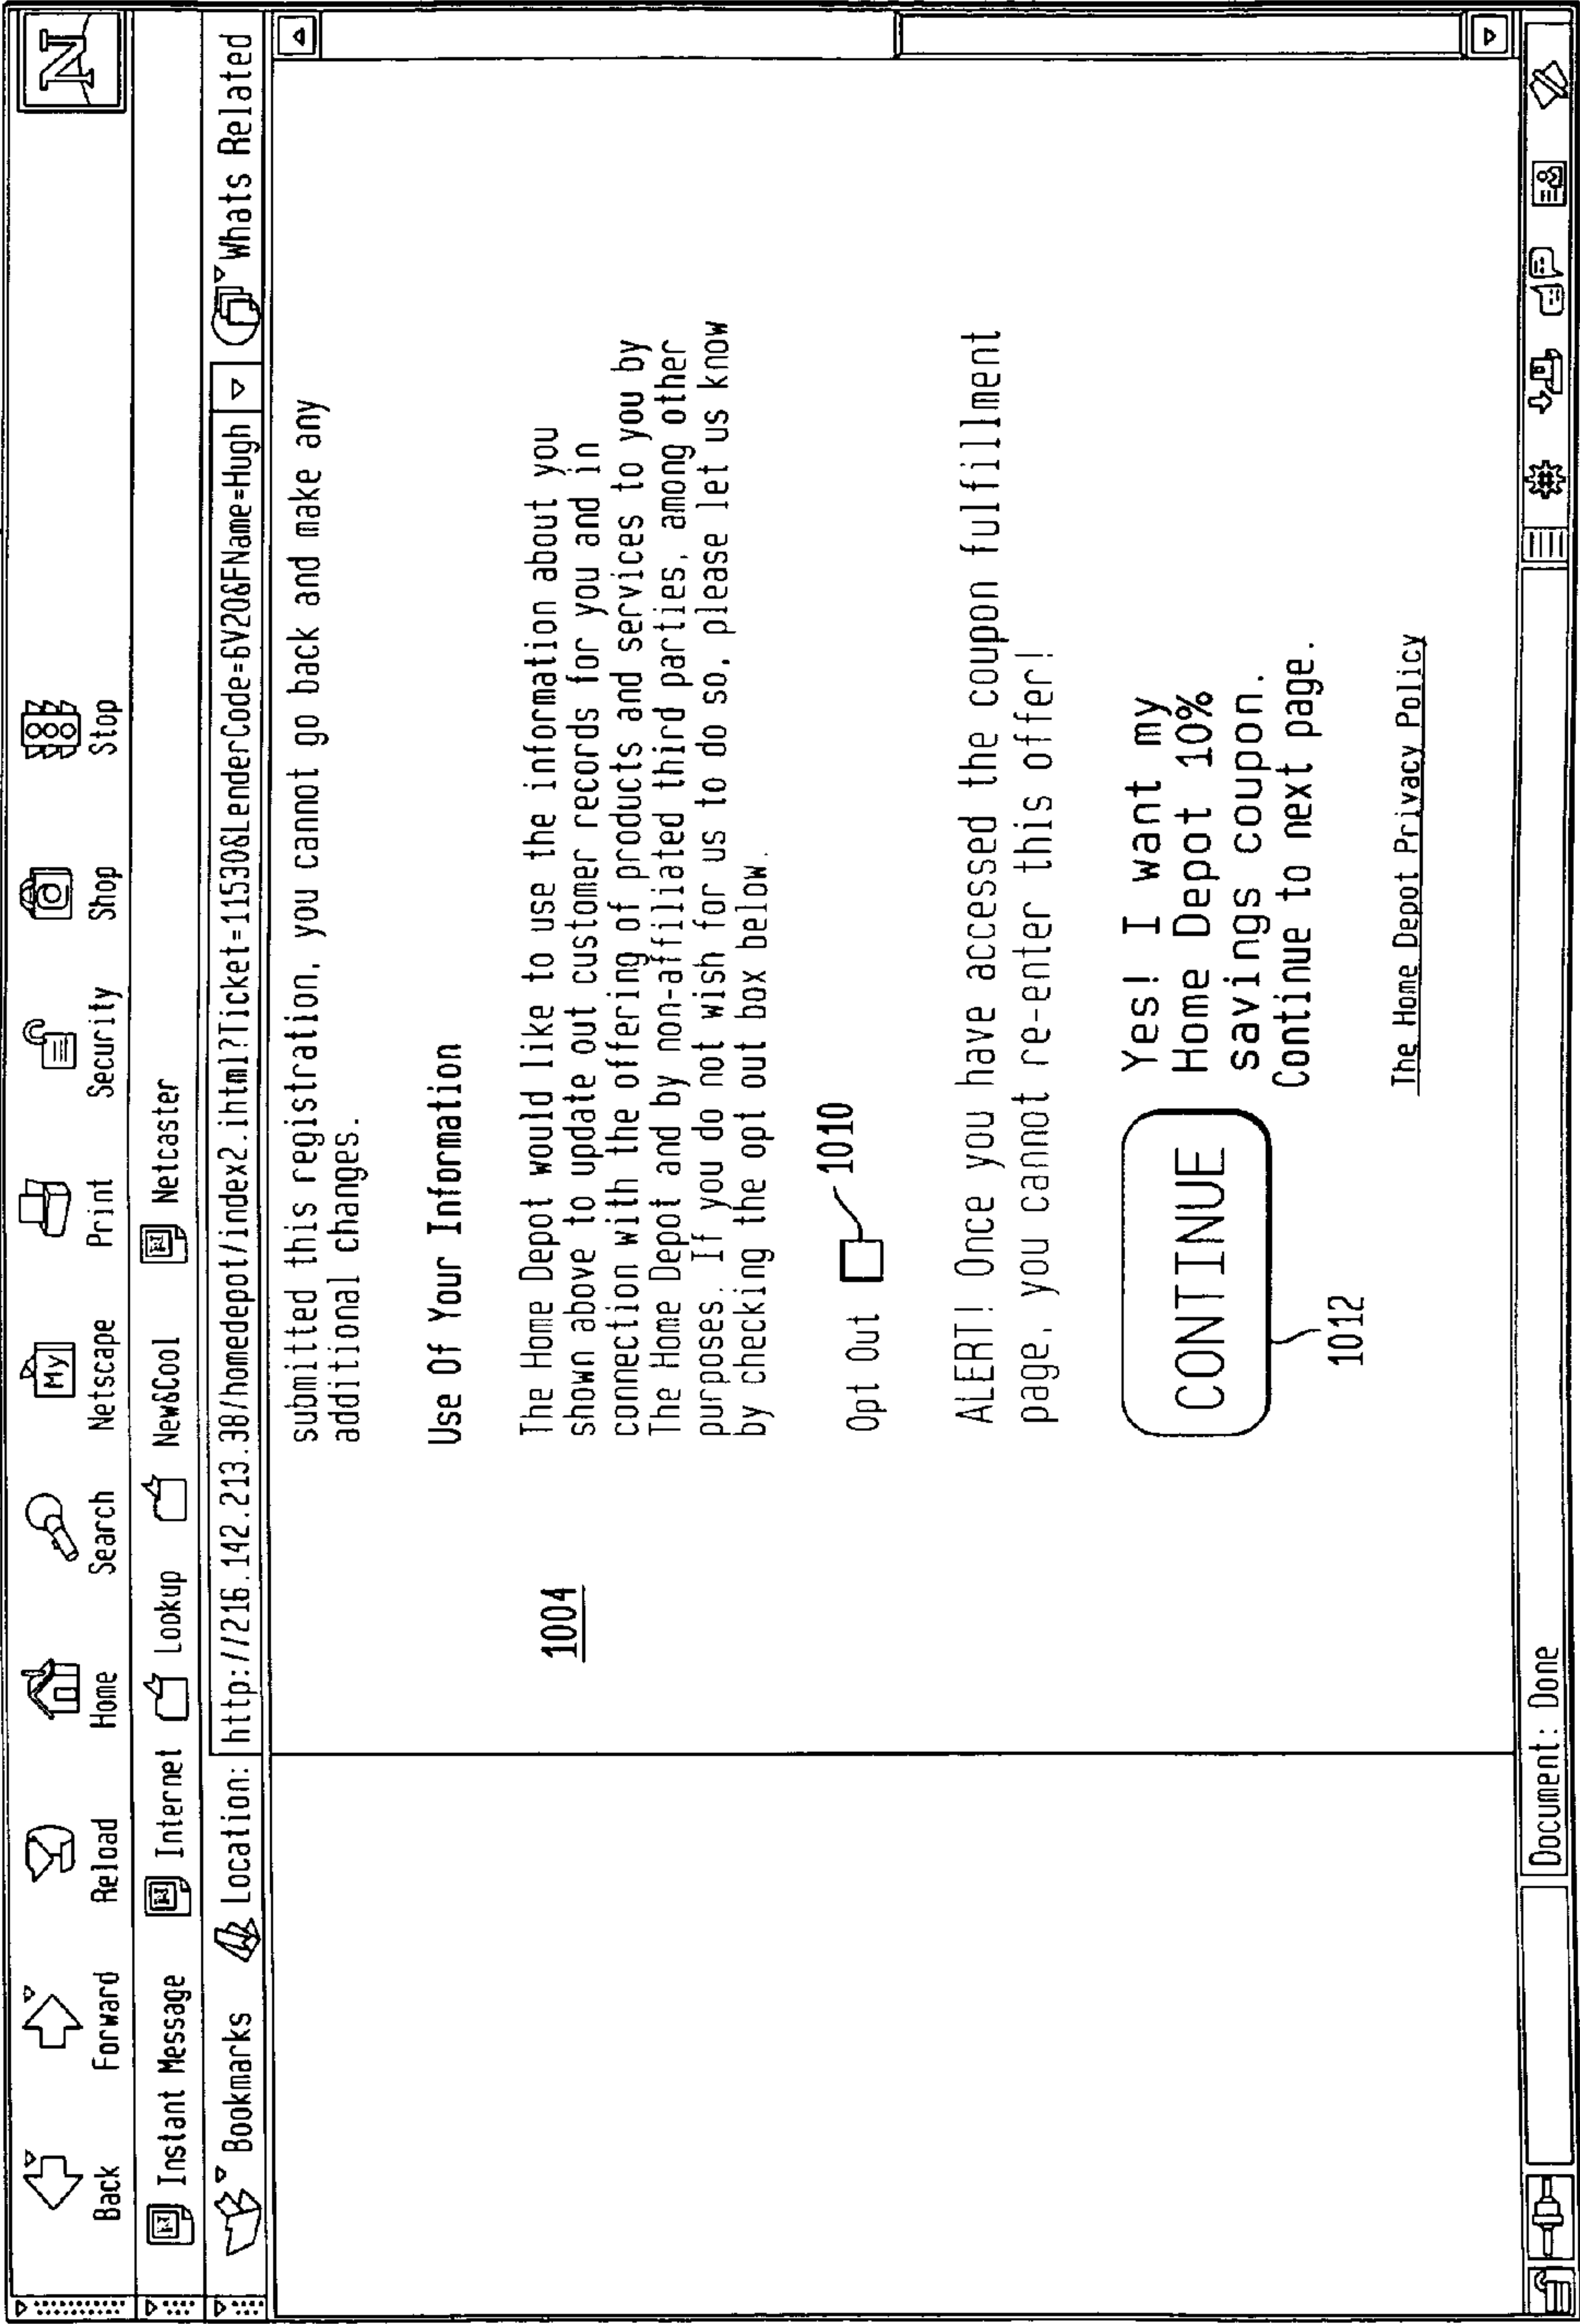 N
Back Forward Reload Home Search Netscape Print Security Shop Stop
My
Instant Message Internet Lookup New&Cool Netcaster
Bookmarks Location: http://216.142.213.38/homedepot/index2.ihtml?Ticket=11530&LenderCode=6V20&FName=Hugh Whats Related
submitted this registration, you cannot go back and make any
additional changes.
Use Of Your Information
1004
The Home Depot would like to use the information about you
shown above to update out customer records for you and in
connection with the offering of products and services to you by
The Home Depot and by non-affiliated third parties, among other
purposes. If you do not wish for us to do so, please let us know
by checking the opt out box below.
Opt Out 1010
ALERT! Once you have accessed the coupon fulfillment
page, you cannot re-enter this offer!
CONTINUE
1012
Yes! I want my
Home Depot 10%
savings coupon.
Continue to next page.
The Home Depot Privacy Policy
Document: Done